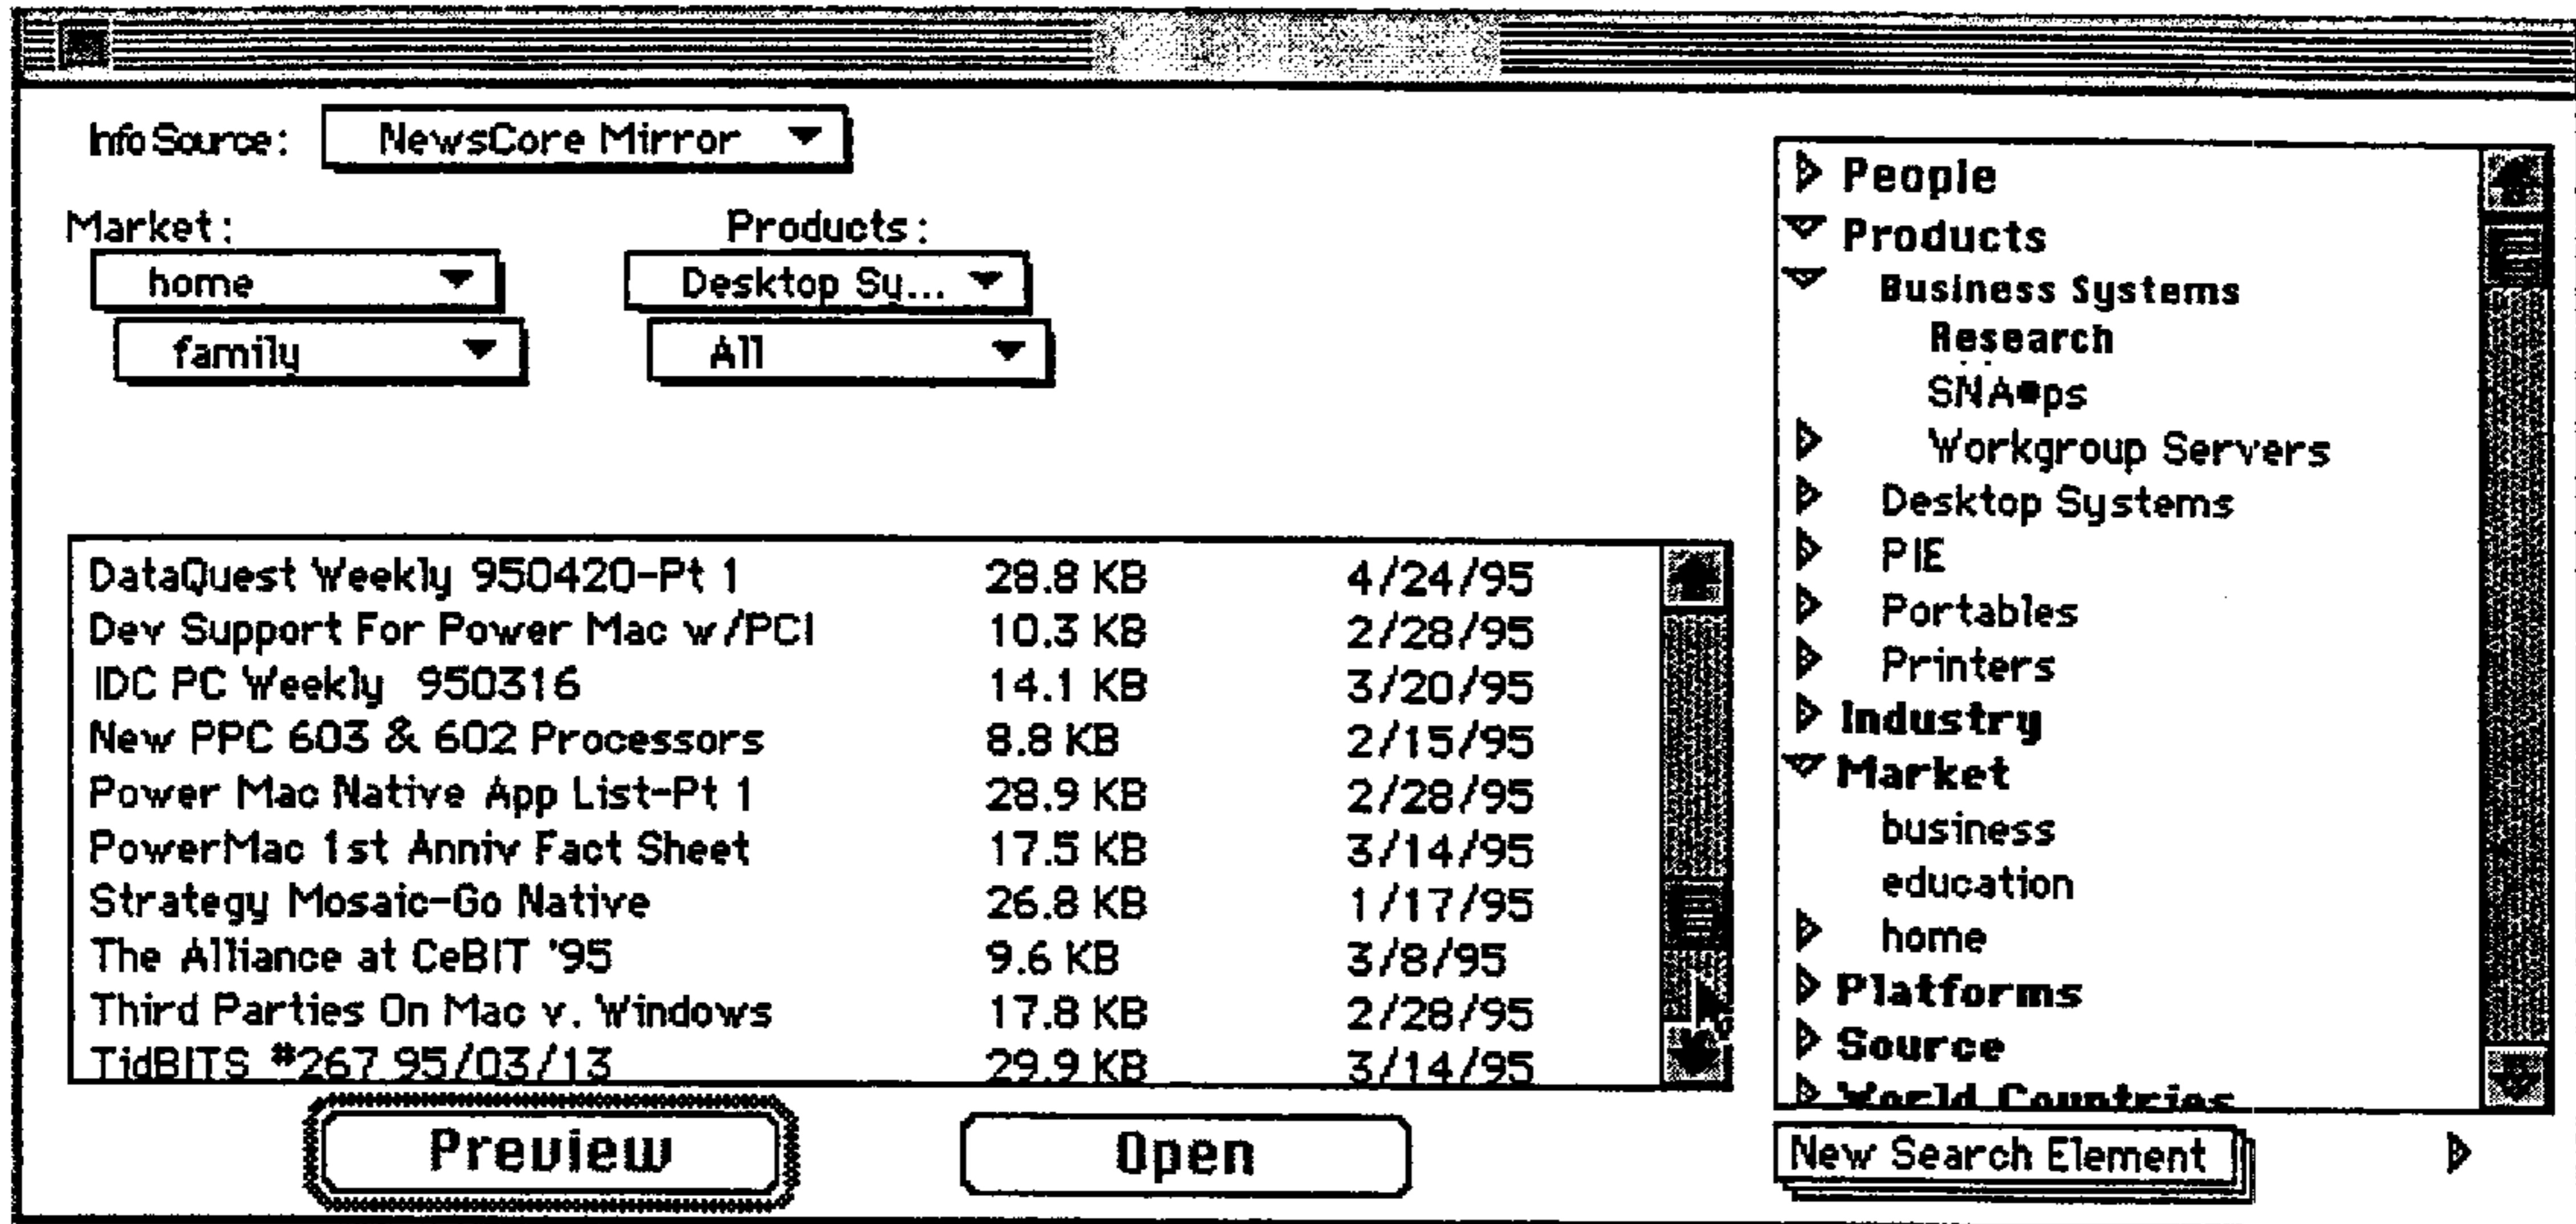 Info Source: NewsCore Mirror
Market: Products:
home Desktop Sy...
family All
DataQuest Weekly 950420-Pt 1 28.8 KB 4/24/95
Dev Support For Power Mac w/PCI 10.3 KB 2/28/95
IDC PC Weekly 950316 14.1 KB 3/20/95
New PPC 603 & 602 Processors 8.8 KB 2/15/95
Power Mac Native App List-Pt 1 28.9 KB 2/28/95
PowerMac 1st Anniv Fact Sheet 17.5 KB 3/14/95
Strategy Mosaic-Go Native 26.8 KB 1/17/95
The Alliance at CeBIT '95 9.6 KB 3/8/95
Third Parties On Mac v. Windows 17.8 KB 2/28/95
TidBITS #267 95/03/13 29.9 KB 3/14/95
Preview Open
People
Products
Business Systems
Research
SNA•ps
Workgroup Servers
Desktop Systems
PIE
Portables
Printers
Industry
Market
business
education
home
Platforms
Source
World Countries
New Search Element